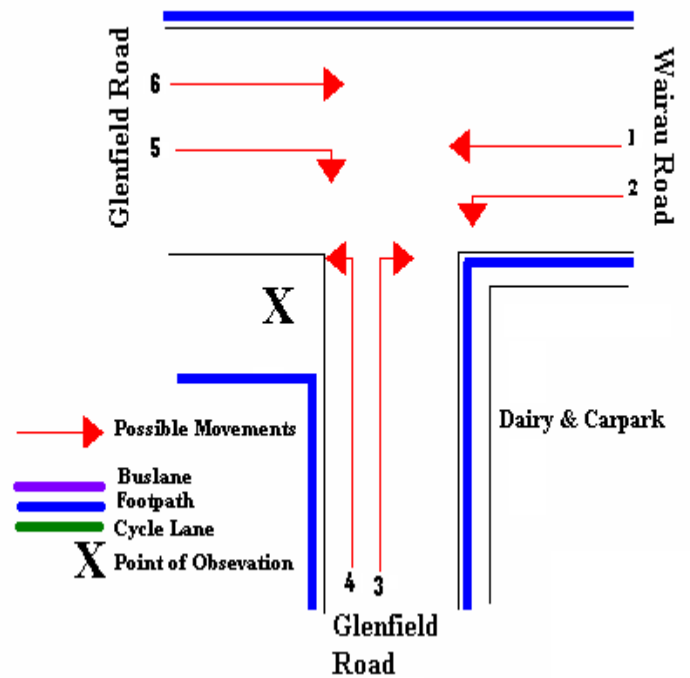 Glenfield Road
6
5
1
2
Wairau Road
X
Possible Movements
Buslane
Footpath
Cycle Lane
X Point of Obsevation
Dairy & Carpark
4 3
Glenfield
Road